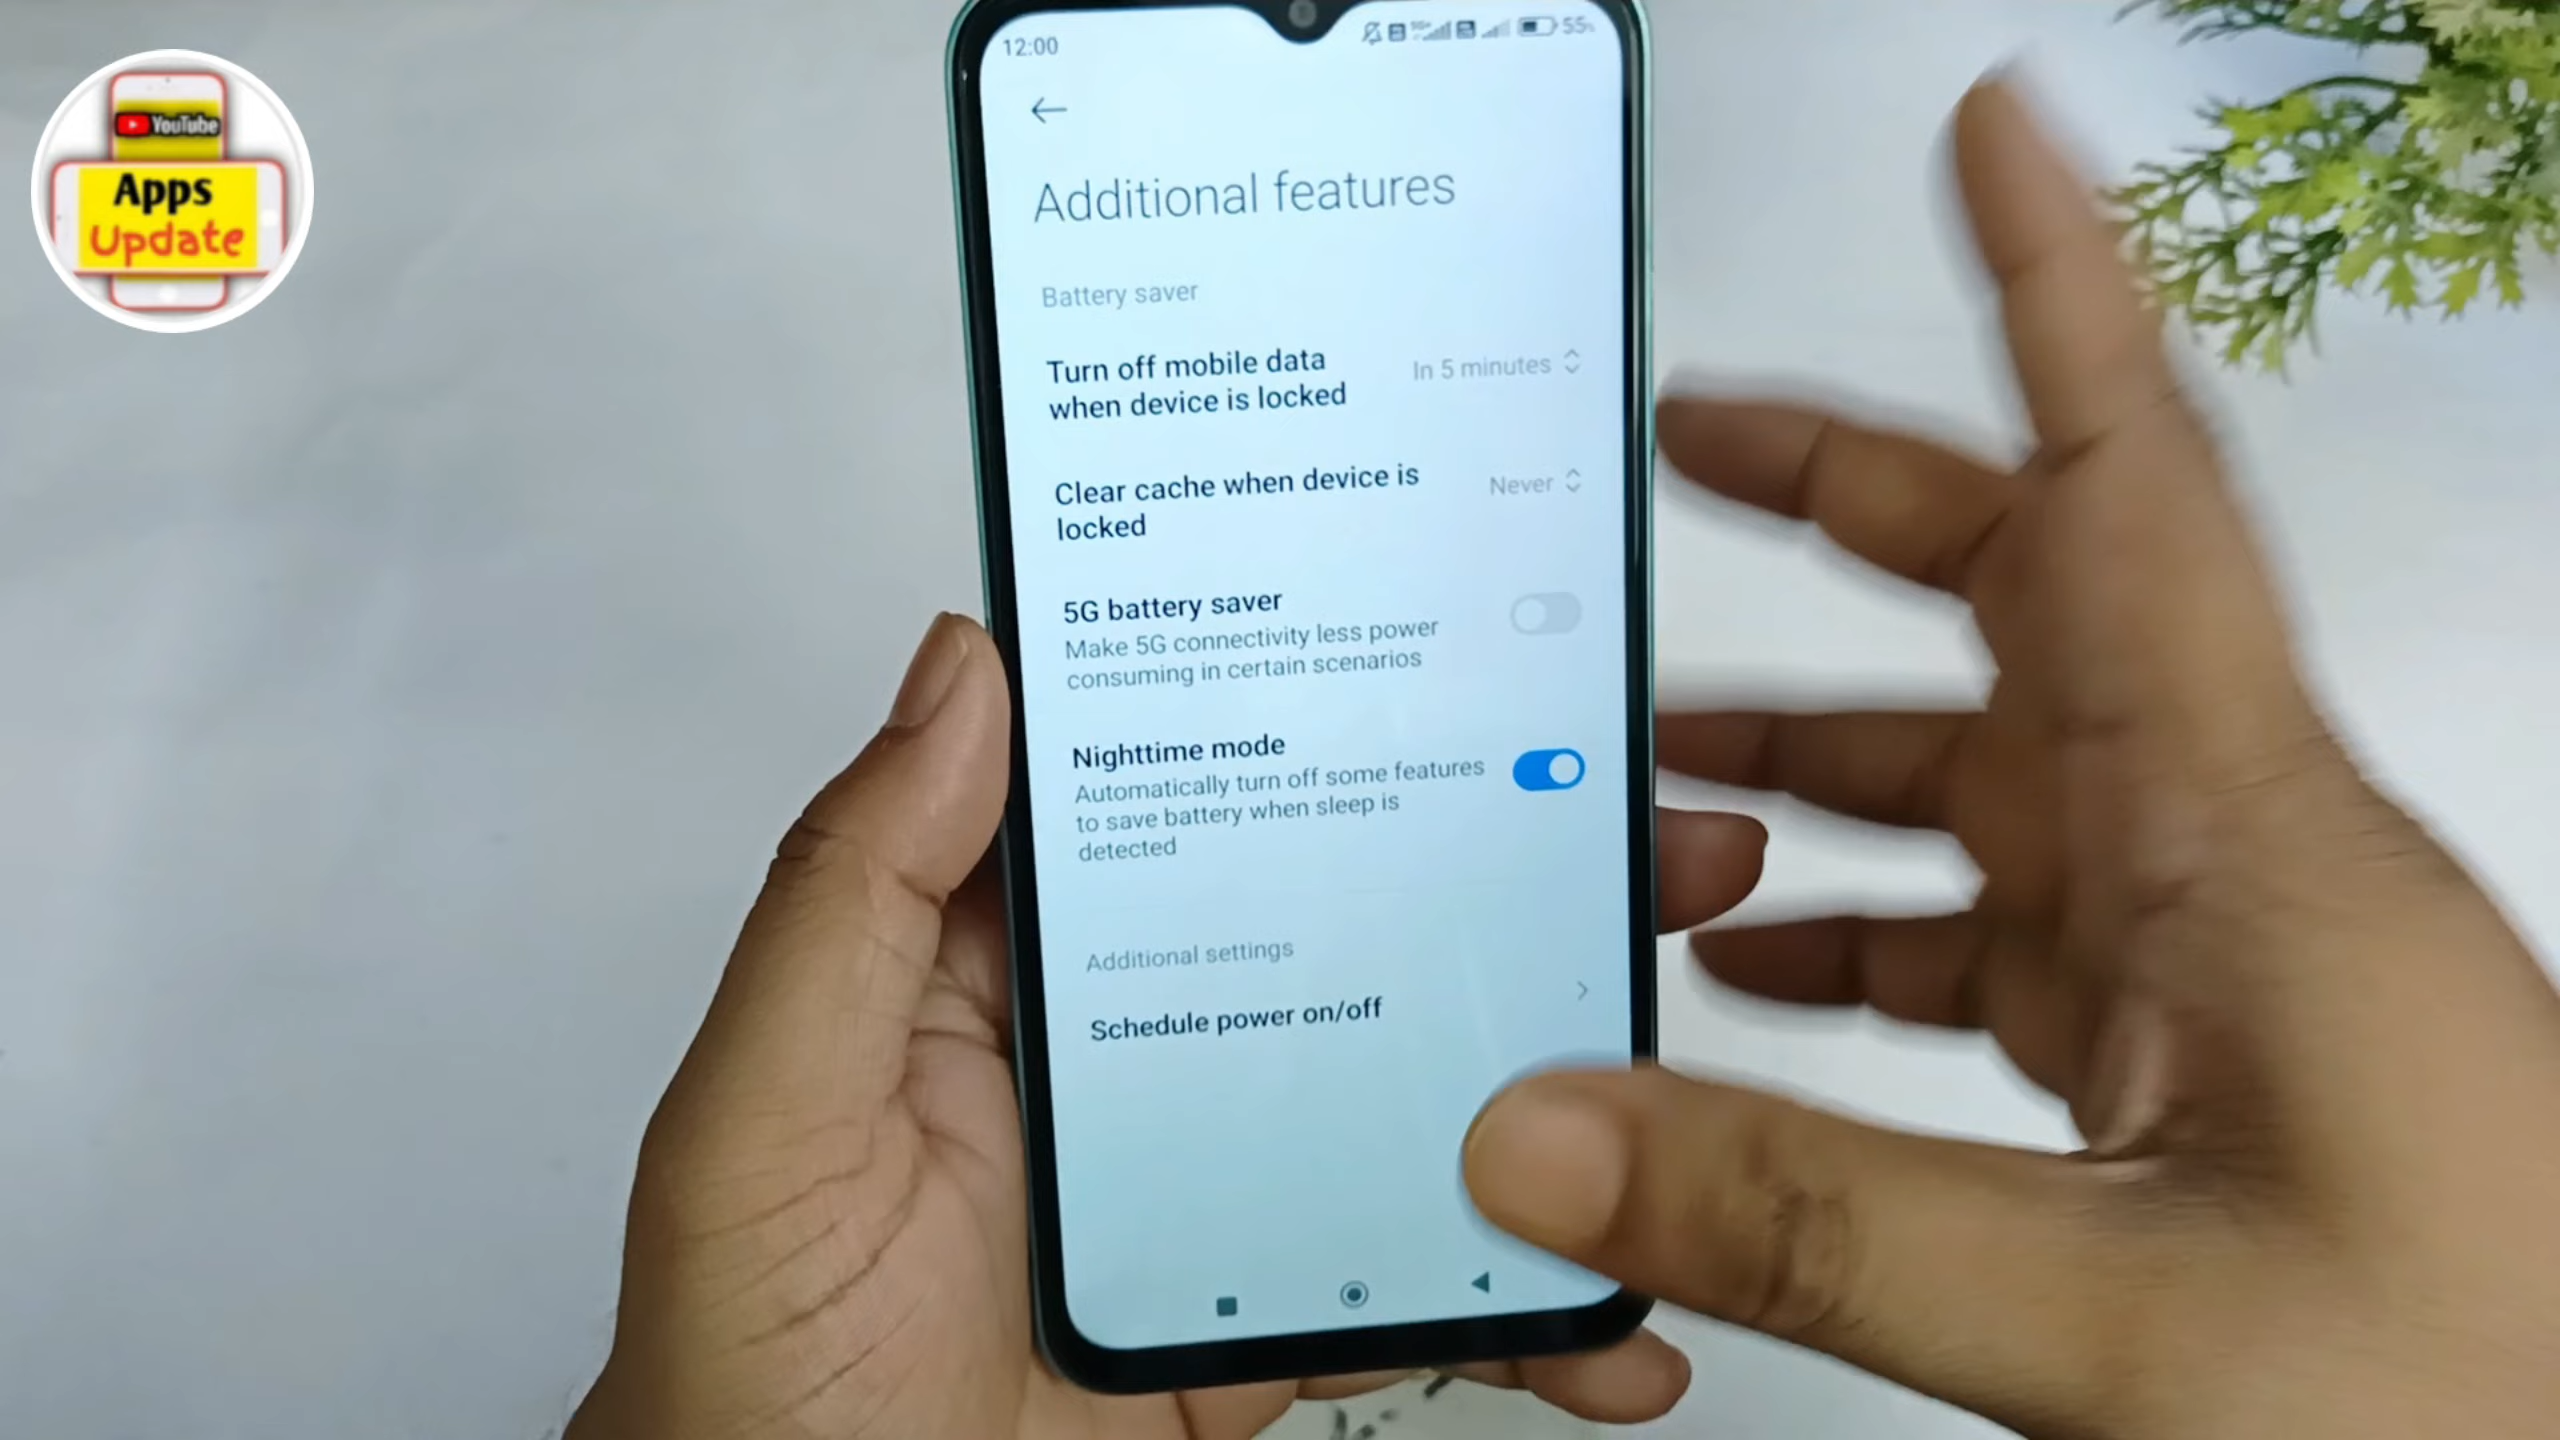 YouTube
Apps
Update
12:00
55%
Additional features
Battery saver
Turn off mobile data
when device is locked
In 5 minutes
Clear cache when device is
locked
Never
5G battery saver
Make 5G connectivity less power
consuming in certain scenarios
Nighttime mode
Automatically turn off some features
to save battery when sleep is
detected
Additional settings
Schedule power on/off